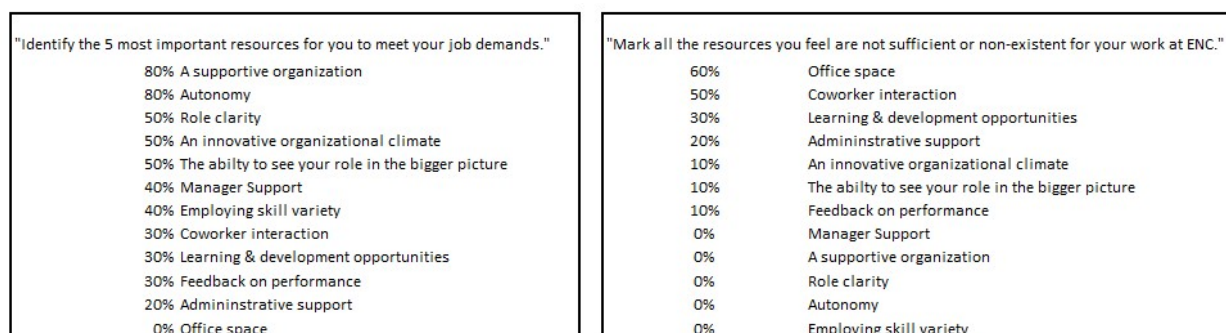 "Identify the 5 most important resources for you to meet your job demands."
80% A supportive organization
80% Autonomy
50% Role clarity
50% An innovative organizational climate
50% The abilty to see your role in the bigger picture
40% Manager Support
40% Employing skill variety
30% Coworker interaction
30% Learning & development opportunities
30% Feedback on performance
20% Admininstrative support
0% Office space
"Mark all the resources you feel are not sufficient or non-existent for your work at ENC."
60% Office space
50% Coworker interaction
30% Learning & development opportunities
20% Admininstrative support
10% An innovative organizational climate
10% The abilty to see your role in the bigger picture
10% Feedback on performance
0% Manager Support
0% A supportive organization
0% Role clarity
0% Autonomy
0% Employing skill variety